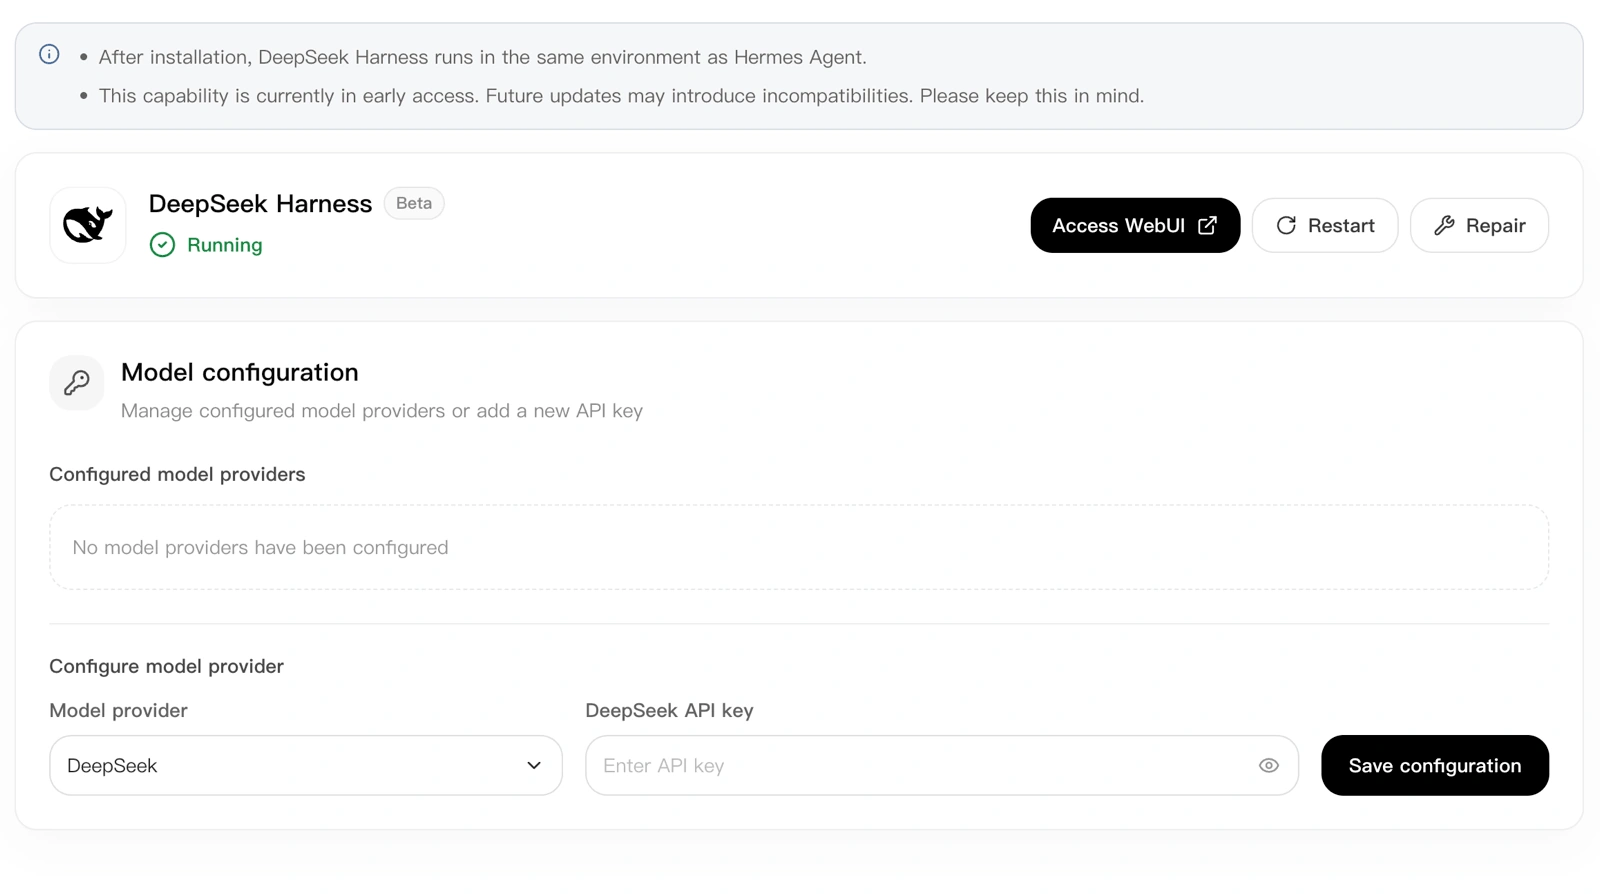 • After installation, DeepSeek Harness runs in the same environment as Hermes Agent.
• This capability is currently in early access. Future updates may introduce incompatibilities. Please keep this in mind.
DeepSeek Harness Beta
Running
Access WebUI
Restart
Repair
Model configuration
Manage configured model providers or add a new API key
Configured model providers
No model providers have been configured
Configure model provider
Model provider
DeepSeek API key
DeepSeek
Enter API key
Save configuration